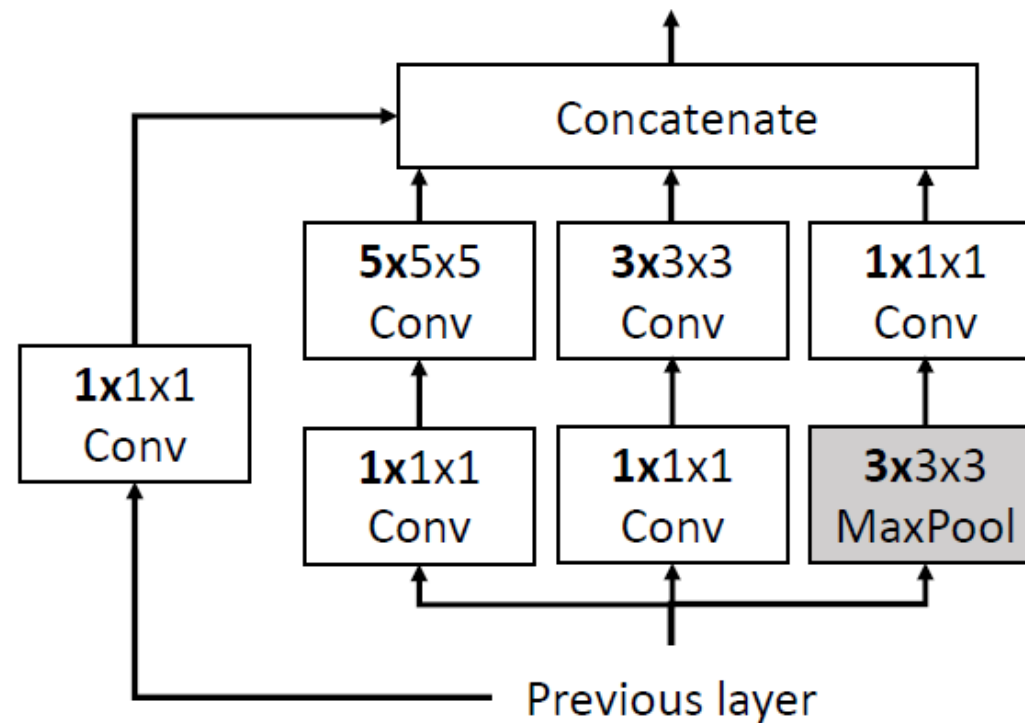 Concatenate
5x5x5
Conv
3x3x3
Conv
1x1x1
Conv
1x1x1
Conv
1x1x1
Conv
1x1x1
Conv
3x3x3
MaxPool
Previous layer